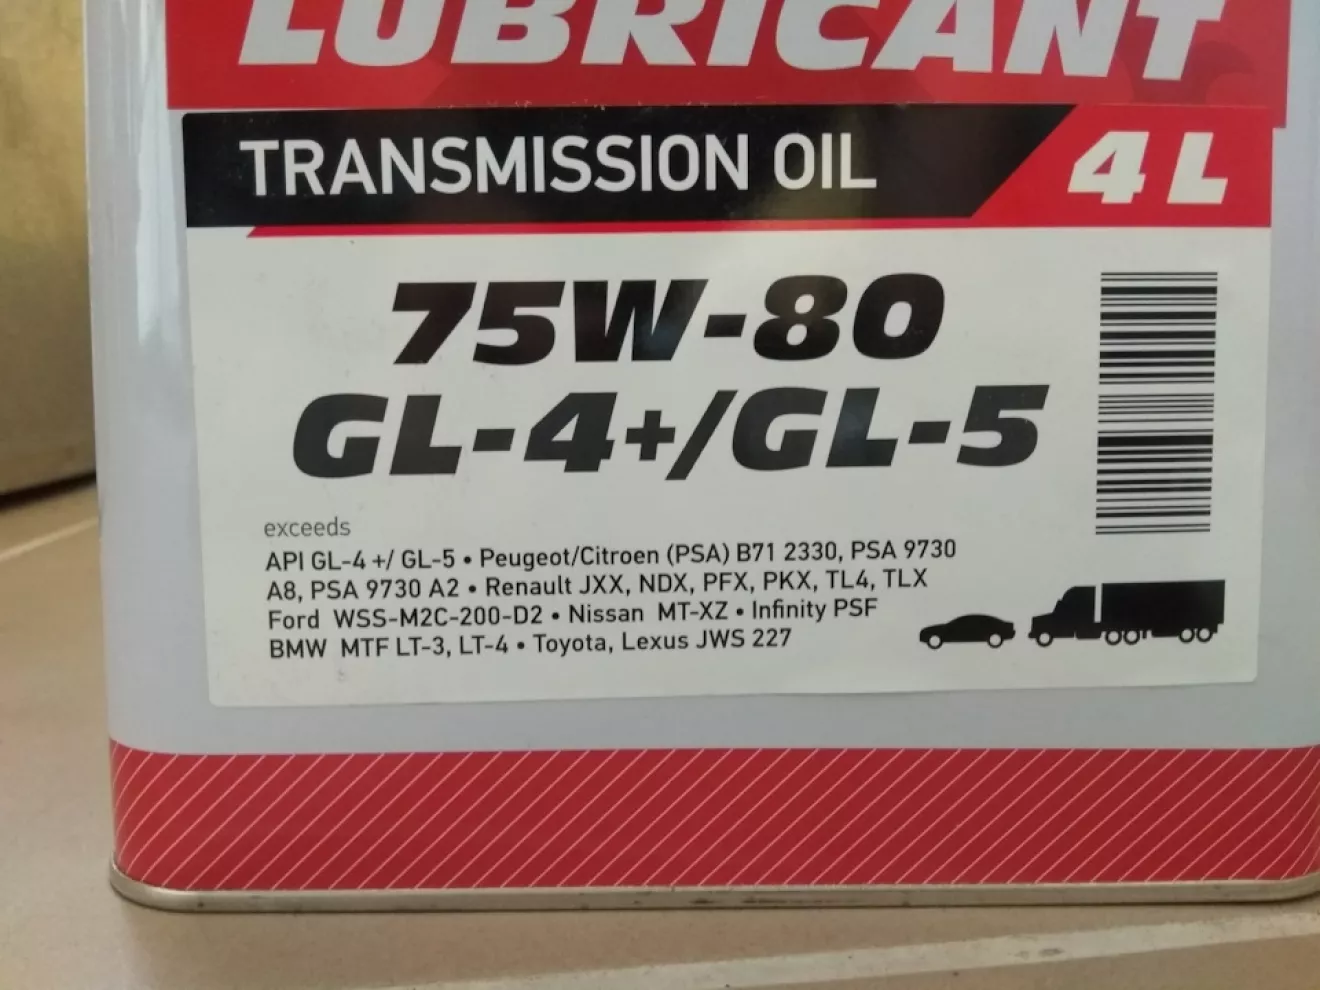 LUBRICANT
TRANSMISSION OIL 4 L
75W-80
GL-4+/GL-5
exceeds
API GL-4 +/ GL-5 • Peugeot/Citroen (PSA) B71 2330, PSA 9730
A8, PSA 9730 A2 • Renault JXX, NDX, PFX, PKX, TL4, TLX
Ford WSS-M2C-200-D2 • Nissan MT-XZ • Infinity PSF
BMW MTF LT-3, LT-4 • Toyota, Lexus JWS 227